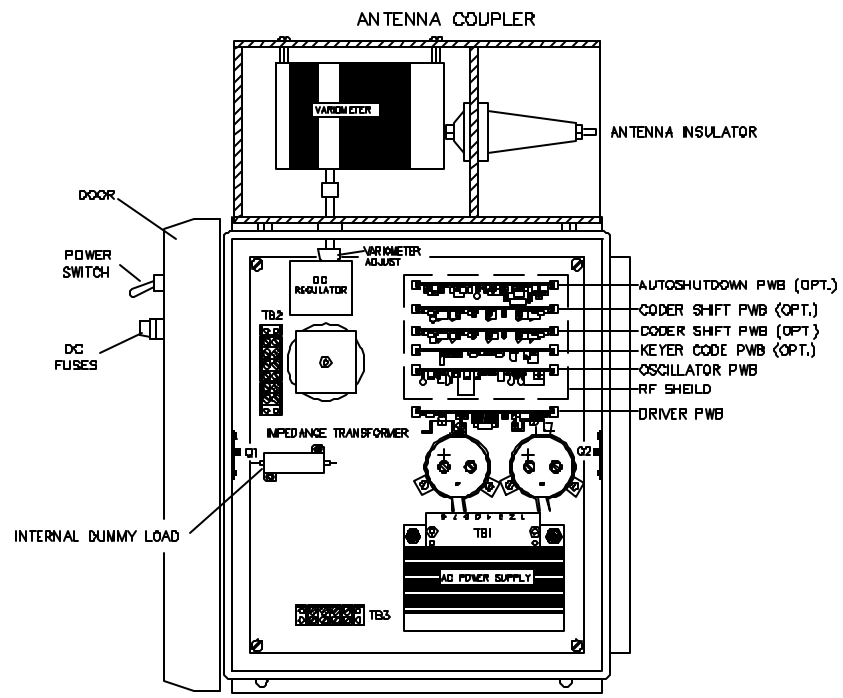 ANTENNA COUPLER
VARIOMETER
ANTENNA INSULATOR
DOOR
VARIOMETER
ADJUST
POWER
SWITCH
DC
REGULATOR
AUTOSHUTDOWN PWB (OPT.)
CODER SHIFT PWB (OPT.)
TB2
CODER SHIFT PWB (OPT.)
KEYER CODE PWB (OPT.)
DC
FUSES
OSCILLATOR PWB
RF SHEILD
DRIVER PWB
IMPEDANCE TRANSFORMER
Q1
Q2
INTERNAL DUMMY LOAD
TB1
AC POWER SUPPLY
TB3